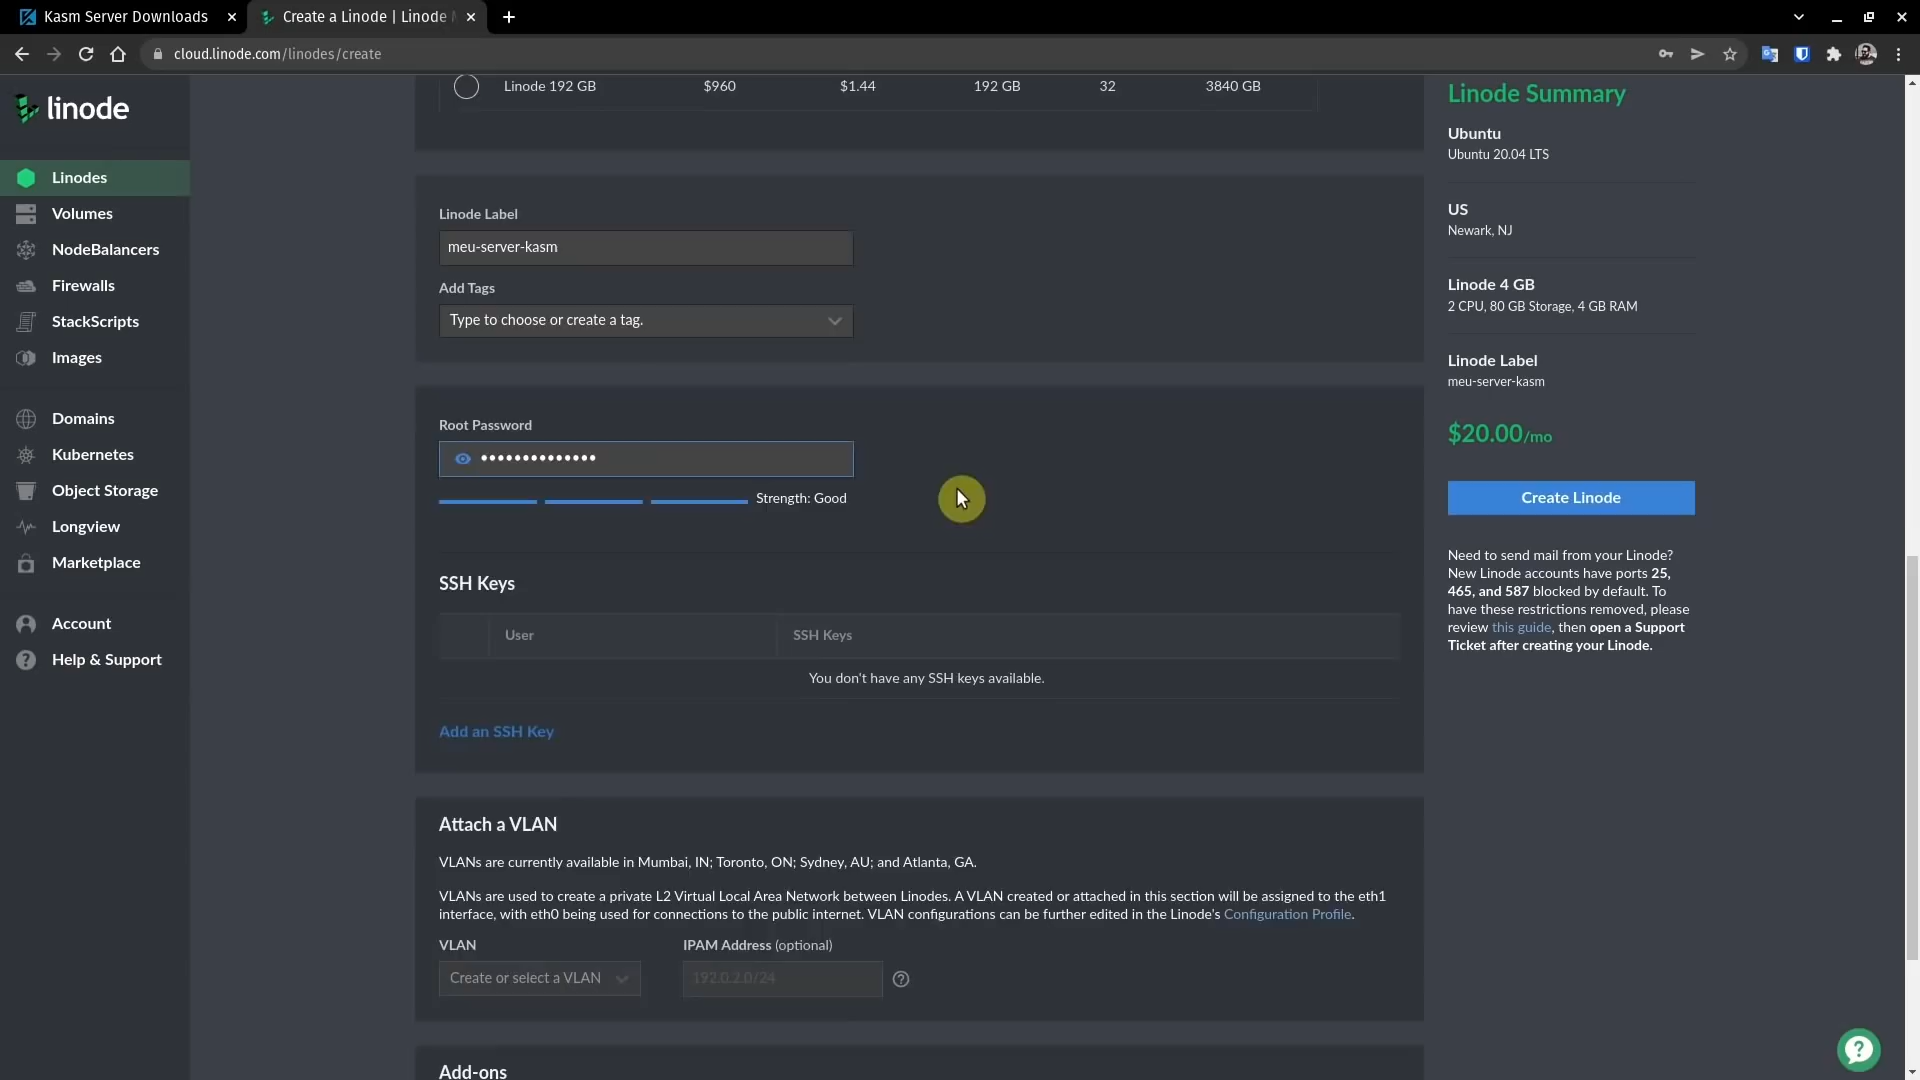 Kasm Server Downloads
Create a Linode | Linode
cloud.linode.com/linodes/create
linode
Linodes
Volumes
NodeBalancers
Firewalls
StackScripts
Images
Domains
Kubernetes
Object Storage
Longview
Marketplace
Account
Help & Support
Linode 192 GB $960 $1.44 192 GB 32 3840 GB
Linode Label
meu-server-kasm
Add Tags
Type to choose or create a tag.
Root Password
••••••••••••••
Strength: Good
SSH Keys
User SSH Keys
You don't have any SSH keys available.
Add an SSH Key
Attach a VLAN
VLANs are currently available in Mumbai, IN; Toronto, ON; Sydney, AU; and Atlanta, GA.
VLANs are used to create a private L2 Virtual Local Area Network between Linodes. A VLAN created or attached in this section will be assigned to the eth1
interface, with eth0 being used for connections to the public internet. VLAN configurations can be further edited in the Linode's Configuration Profile.
VLAN IPAM Address (optional)
Create or select a VLAN 192.0.2.0/24
Add-ons
Linode Summary
Ubuntu
Ubuntu 20.04 LTS
US
Newark, NJ
Linode 4 GB
2 CPU, 80 GB Storage, 4 GB RAM
Linode Label
meu-server-kasm
$20.00/mo
Create Linode
Need to send mail from your Linode?
New Linode accounts have ports 25,
465, and 587 blocked by default. To
have these restrictions removed, please
review this guide, then open a Support
Ticket after creating your Linode.